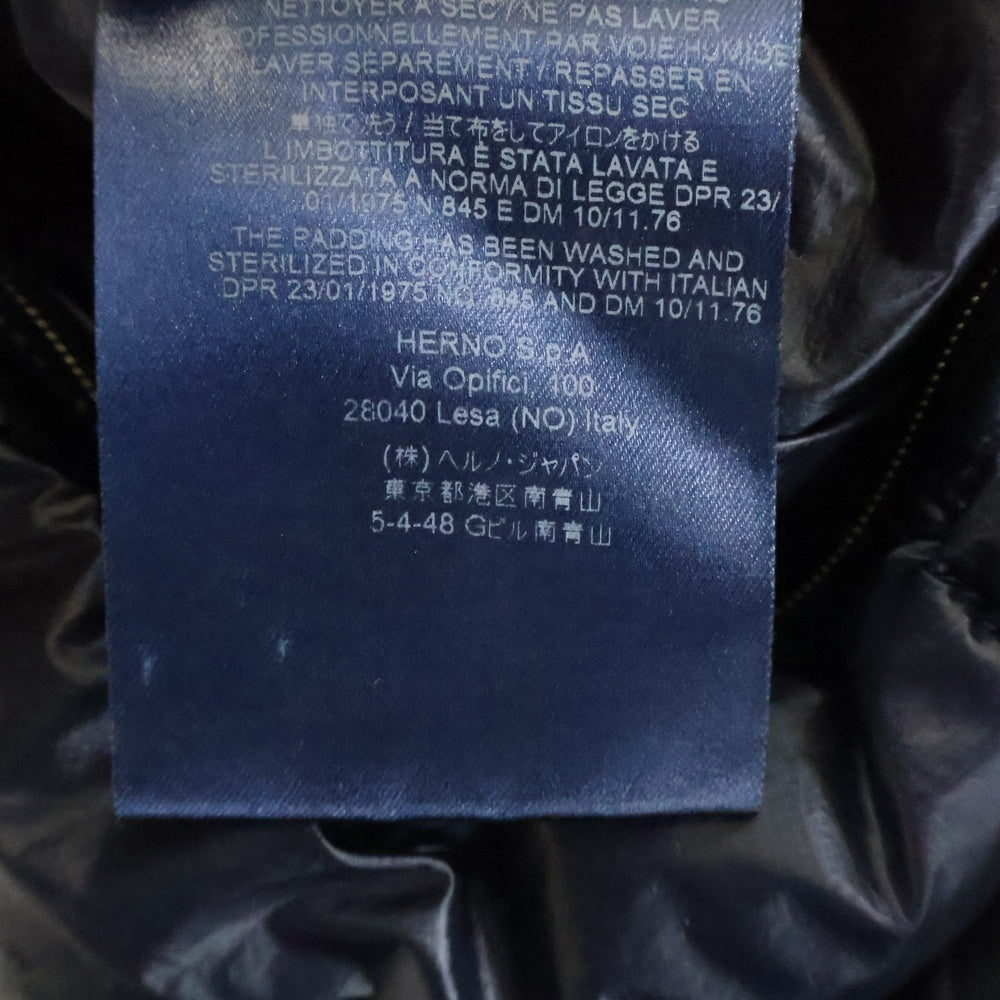 NETTOYER A SEC / NE PAS LAVER
PROFESSIONNELLEMENT PAR VOIE HUMIDE
LAVER SEPAREMENT / REPASSER EN
INTERPOSANT UN TISSU SEC
単独で洗う / 当て布をしてアイロンをかける
L'IMBOTTITURA È STATA LAVATA E
STERILIZZATA A NORMA DI LEGGE DPR 23/
01/1975 N 845 E DM 10/11.76
THE PADDING HAS BEEN WASHED AND
STERILIZED IN CONFORMITY WITH ITALIAN
DPR 23/01/1975 NO. 845 AND DM 10/11.76
HERNO S.p.A
Via Opifici, 100
28040 Lesa (NO) Italy
(株) ヘルノ・ジャパン
東京都港区南青山
5-4-48 Gビル南青山